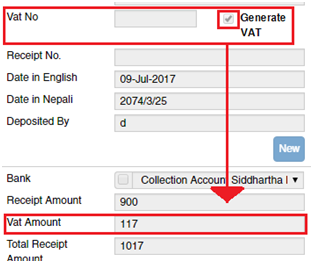 Vat No
Generate VAT
Receipt No.
Date in English 09-Jul-2017
Date in Nepali 2074/3/25
Deposited By d
New
Bank Collection Account Siddhartha
Receipt Amount 900
Vat Amount 117
Total Receipt Amount 1017